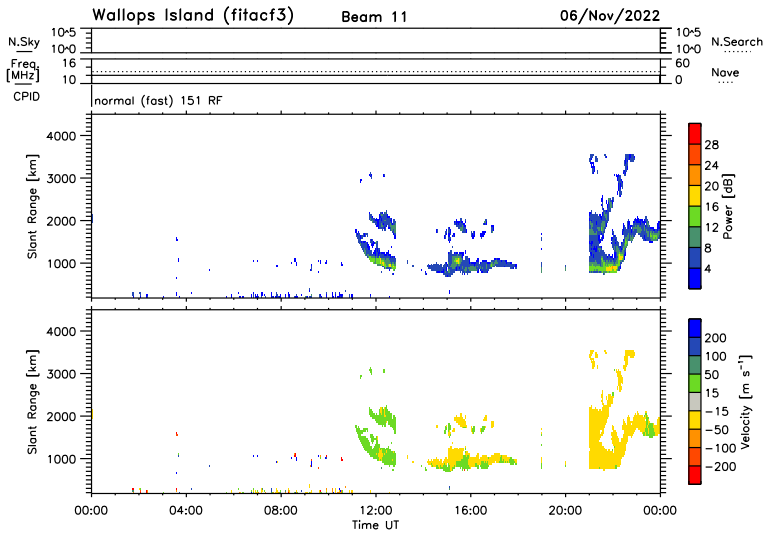 Wallops Island (fitacf3) Beam 11 06/Nov/2022
N.Sky 10^5 10^0 10^5 10^0 N.Search
Freq. [MHz] 16 10 60 0 Nave
CPID normal (fast) 151 RF
Slant Range [km] 4000 3000 2000 1000
Power [dB] 28 24 20 16 12 8 4
Slant Range [km] 4000 3000 2000 1000
Velocity [m s⁻¹] 200 100 50 15 -15 -50 -100 -200
00:00 04:00 08:00 12:00 16:00 20:00 00:00
Time UT